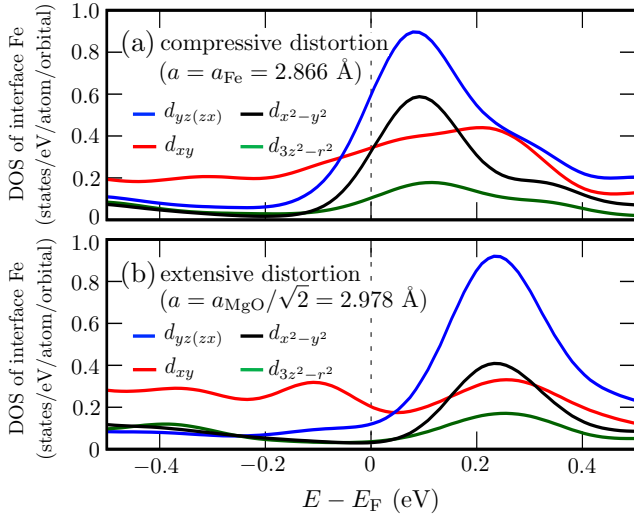 DOS of interface Fe
(states/eV/atom/orbital)
1.0
0.8
0.6
0.4
0.2
0
(a) compressive distortion
(a = a_Fe = 2.866 Å)
d_yz(zx) d_x²−y²
d_xy d_3z²−r²
DOS of interface Fe
(states/eV/atom/orbital)
1.0
0.8
0.6
0.4
0.2
0
(b) extensive distortion
(a = a_MgO/√2 = 2.978 Å)
d_yz(zx) d_x²−y²
d_xy d_3z²−r²
−0.4 −0.2 0 0.2 0.4
E − E_F (eV)